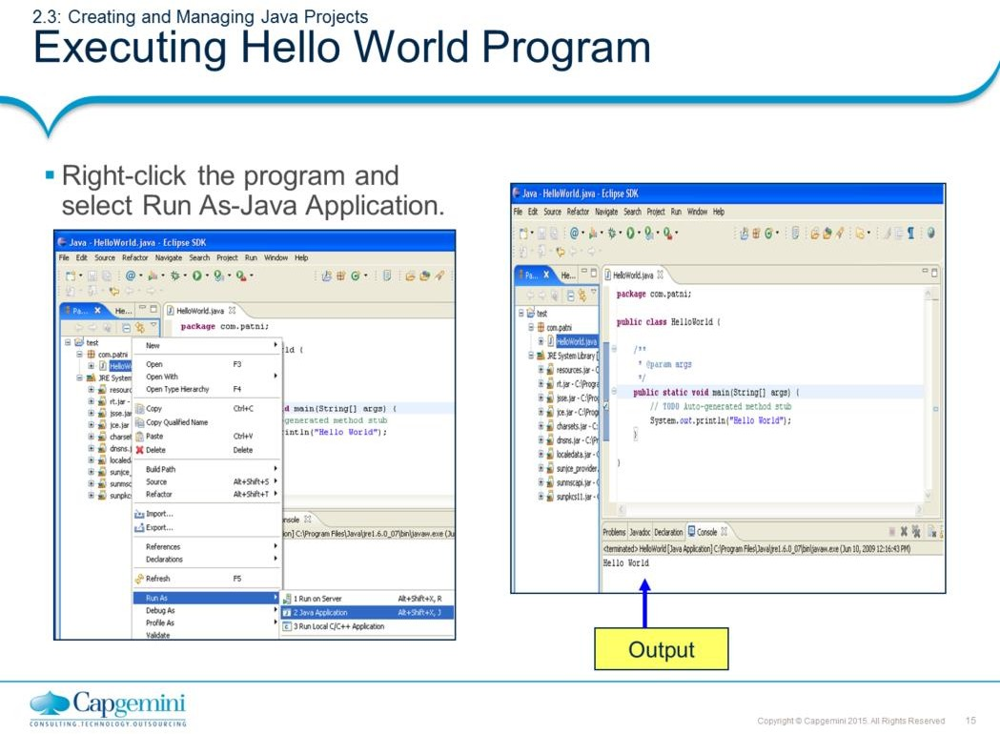 2.3: Creating and Managing Java Projects
Executing Hello World Program
Right-click the program and
select Run As-Java Application.
Java - HelloWorld.java - Eclipse SDK
File Edit Source Refactor Navigate Search Project Run Window Help
Pa... He... HelloWorld.java
package com.patni;
test
com.patni
HelloW
JRE System
resourc
rt.jar -
jsse.jar
jce.jar
charset
dnsns.j
localed
sunjce_
sunmsc
sunpkcs
ld {
d main(String[] args) {
generated method stub
intln("Hello World");
New
Open F3
Open With
Open Type Hierarchy F4
Copy Ctrl+C
Copy Qualified Name
Paste Ctrl+V
Delete Delete
Build Path
Source Alt+Shift+S
Refactor Alt+Shift+T
Import...
Export...
References
Declarations
Refresh F5
Run As
Debug As
Profile As
Validate
nsole
on] C:\Program Files\Java\jre1.6.0_07\bin\javaw.exe (Ju
1 Run on Server Alt+Shift+X, R
2 Java Application Alt+Shift+X, J
3 Run Local C/C++ Application
Java - HelloWorld.java - Eclipse SDK
File Edit Source Refactor Navigate Search Project Run Window Help
Pa... He... HelloWorld.java
test
com.patni
HelloWorld.java
JRE System Library [
resources.jar -
rt.jar - C:\Progra
jsse.jar - C:\Pro
jce.jar - C:\Prog
charsets.jar - C:
dnsns.jar - C:\Pr
localedata.jar -
sunjce_provider.
sunmscapi.jar -
sunpkcs11.jar -
package com.patni;
public class HelloWorld {
/**
* @param args
*/
public static void main(String[] args) {
// TODO Auto-generated method stub
System.out.println("Hello World");
}
}
Problems Javadoc Declaration Console
<terminated> HelloWorld [Java Application] C:\Program Files\Java\jre1.6.0_07\bin\javaw.exe (Jun 10, 2009 12:16:43 PM)
Hello World
Output
Capgemini
CONSULTING.TECHNOLOGY.OUTSOURCING
Copyright © Capgemini 2015. All Rights Reserved 15